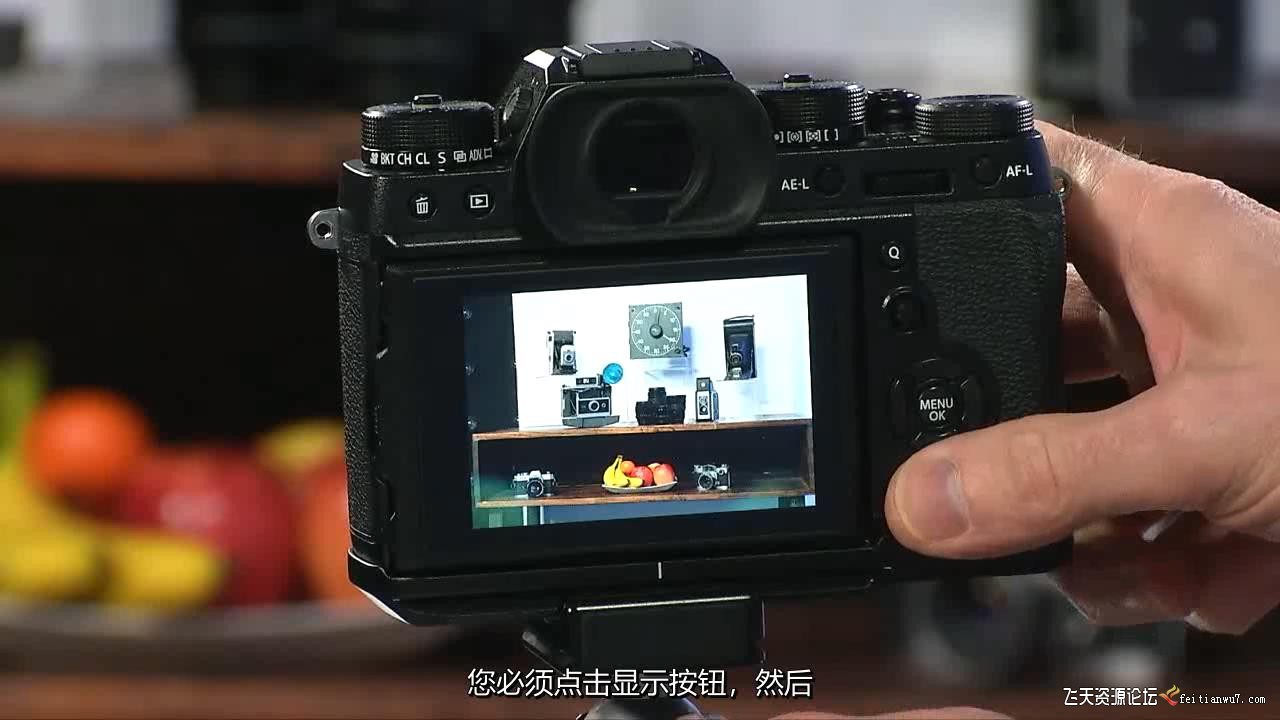 BKT CH CL S ADV.
[•] [◎] [ ]
AE-L
AF-L
Q
MENU
OK
您必须点击显示按钮，然后
飞天资源论坛 feitianwu7.com